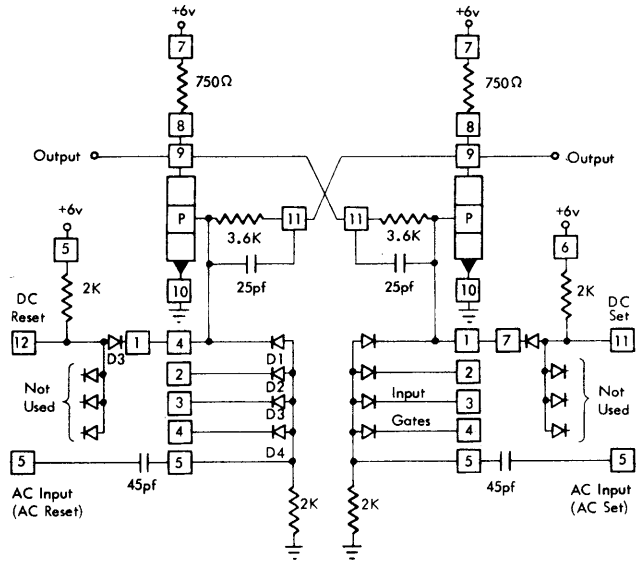 +6v +6v
7 7
750Ω 750Ω
8 8
Output 9 9 Output
P 11 11 P
3.6K 3.6K
+6v +6v
5 6
25pf 25pf
10 10
2K 2K
DC Reset DC Set
12 D3 1 4 1 7 11
D1
Not Used 2 D2 2 Not Used
3 D3 Input 3
4 Gates 4
D4
5 5 5 5
45pf 45pf
AC Input AC Input
(AC Reset) (AC Set)
2K 2K